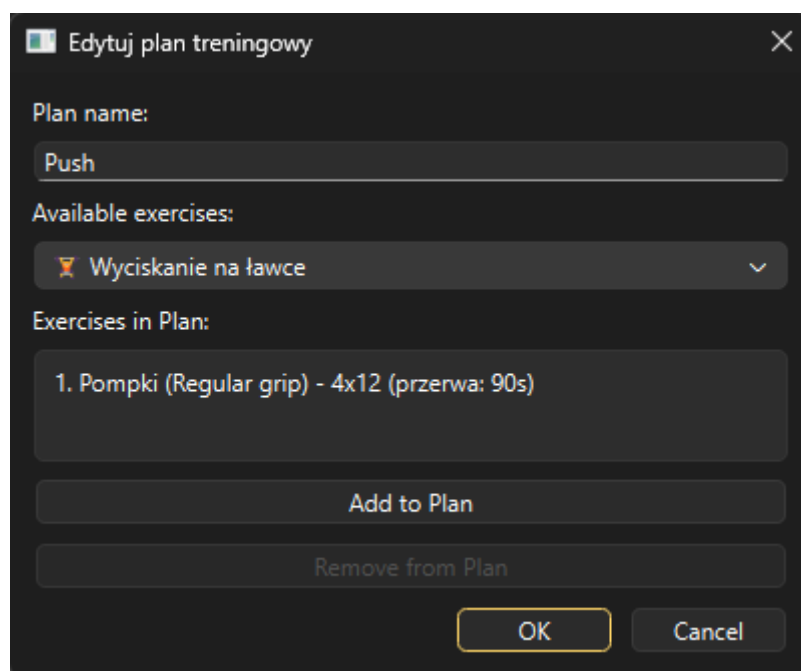 Edytuj plan treningowy
Plan name:
Push
Available exercises:
Wyciskanie na ławce
Exercises in Plan:
1. Pompki (Regular grip) - 4x12 (przerwa: 90s)
Add to Plan
Remove from Plan
OK Cancel